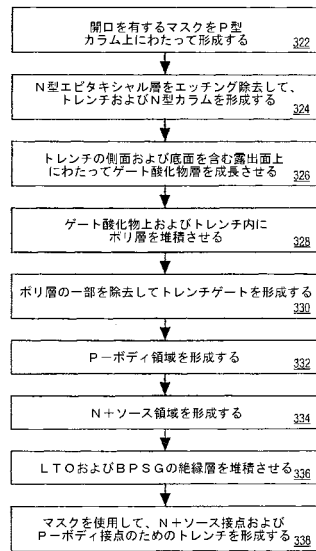 開口を有するマスクをP型
カラム上にわたって形成する
322
N型エピタキシャル層をエッチング除去して、
トレンチおよびN型カラムを形成する
324
トレンチの側面および底面を含む露出面上
にわたってゲート酸化物層を成長させる
326
ゲート酸化物上およびトレンチ内に
ポリ層を堆積させる
328
ポリ層の一部を除去してトレンチゲートを形成する
330
P－ボディ領域を形成する
332
N＋ソース領域を形成する
334
LTOおよびBPSGの絶縁層を堆積させる
336
マスクを使用して、N＋ソース接点および
P－ボディ接点のためのトレンチを形成する
338